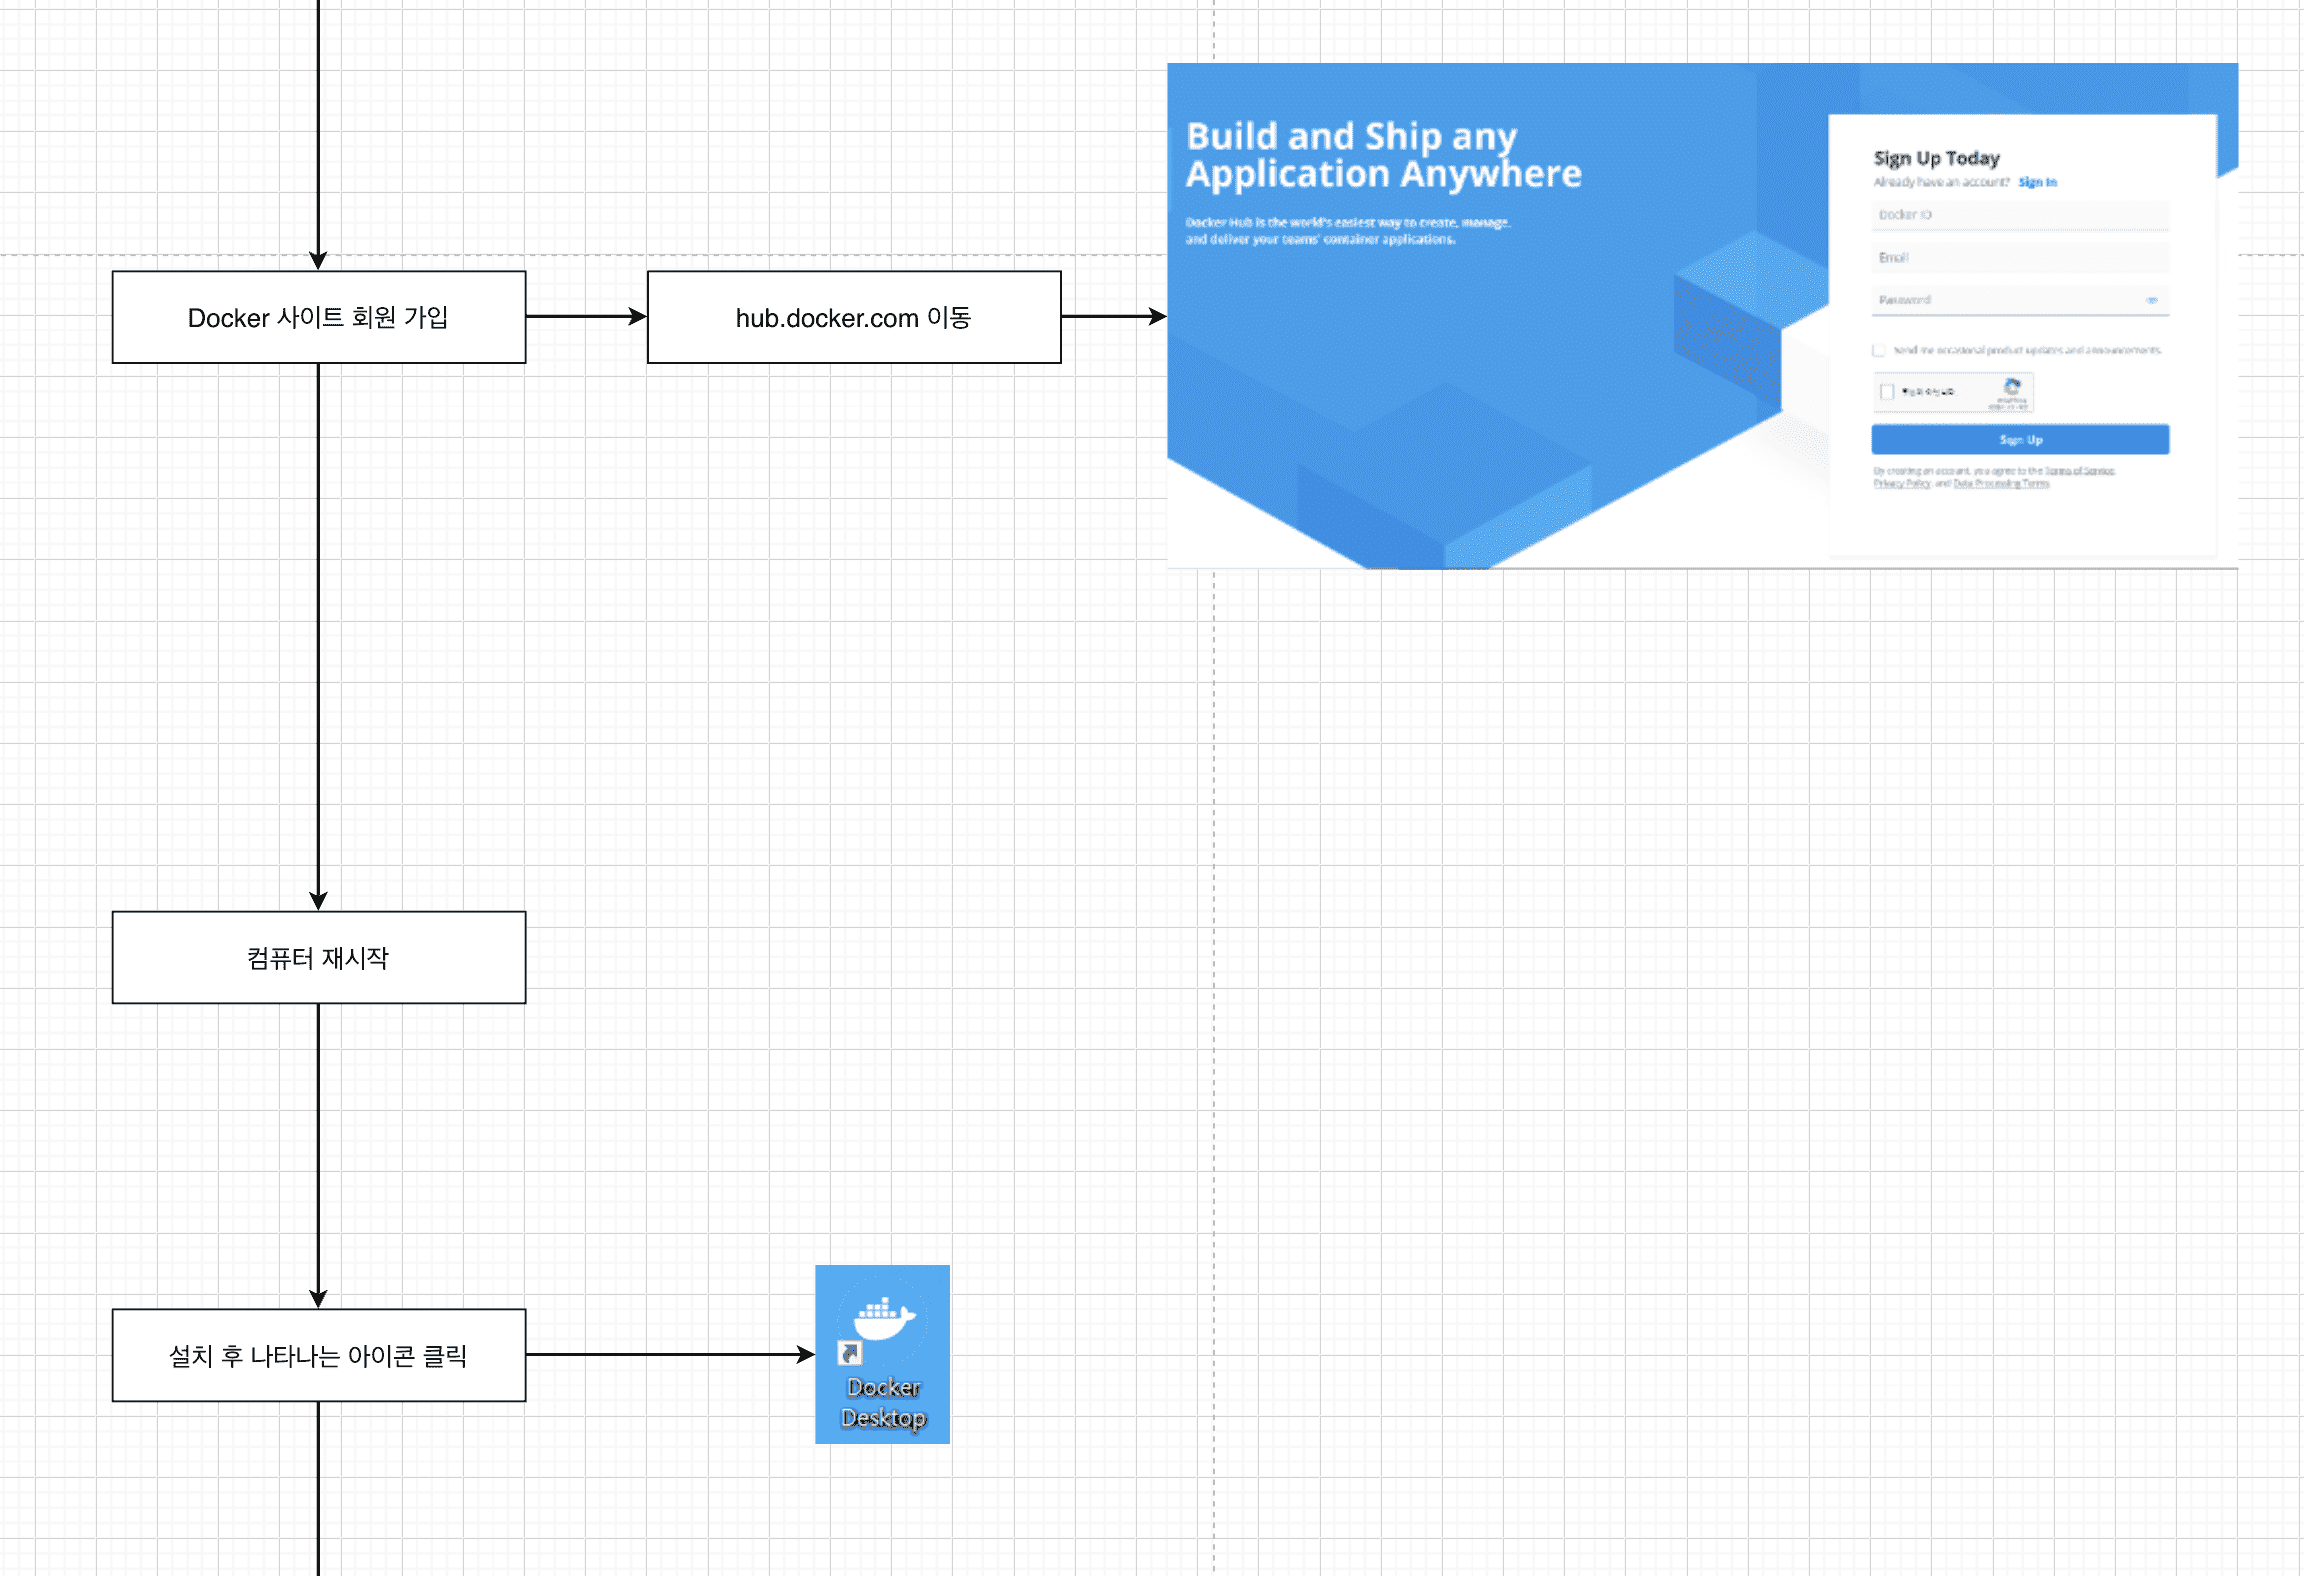 Build and Ship any
Application Anywhere
Docker Hub is the world's easiest way to create, manage,
and deliver your teams' container applications.
Sign Up Today
Already have an account? Sign In
Docker ID
Email
Password
Send me occasional product updates and announcements.
Sign Up
By creating an account, you agree to the Terms of Service,
Privacy Policy, and Data Processing Terms.
Docker 사이트 회원 가입
hub.docker.com 이동
컴퓨터 재시작
설치 후 나타나는 아이콘 클릭
Docker
Desktop